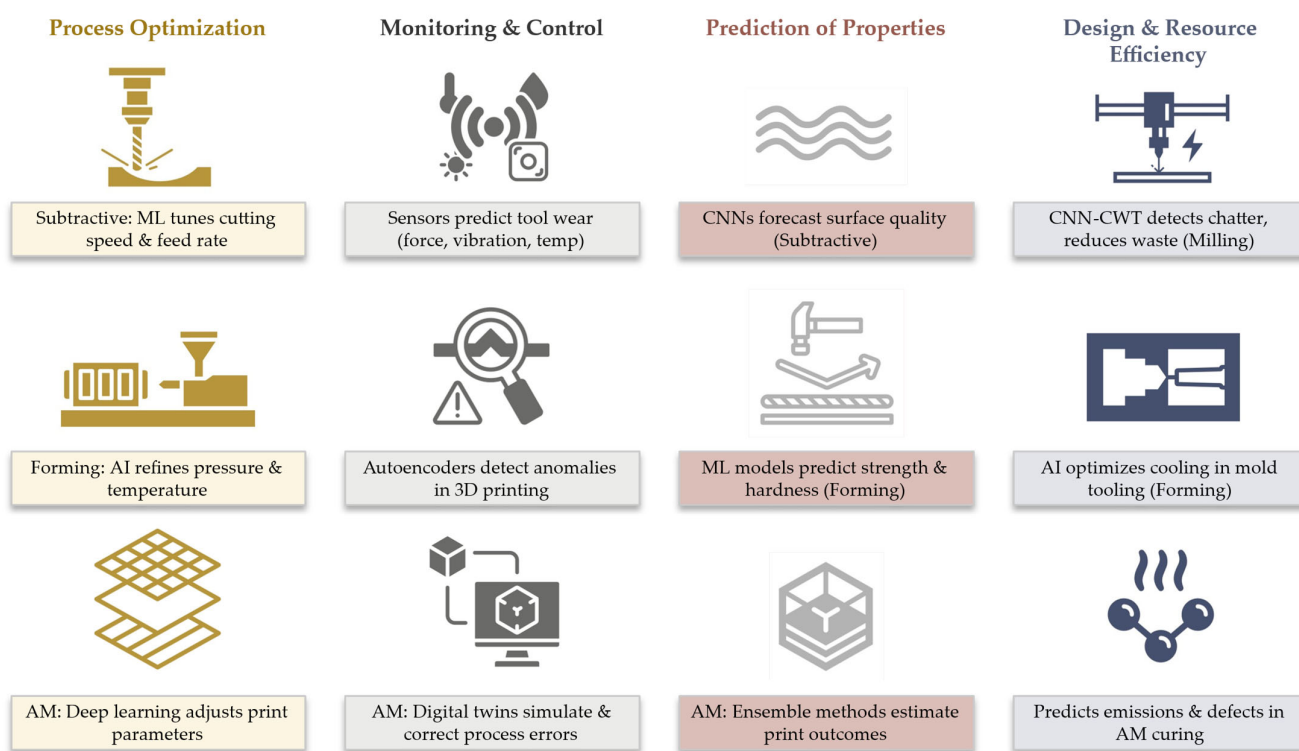 Process Optimization
Monitoring & Control
Prediction of Properties
Design & Resource
Efficiency
Subtractive: ML tunes cutting
speed & feed rate
Sensors predict tool wear
(force, vibration, temp)
CNNs forecast surface quality
(Subtractive)
CNN-CWT detects chatter,
reduces waste (Milling)
Forming: AI refines pressure &
temperature
Autoencoders detect anomalies
in 3D printing
ML models predict strength &
hardness (Forming)
AI optimizes cooling in mold
tooling (Forming)
AM: Deep learning adjusts print
parameters
AM: Digital twins simulate &
correct process errors
AM: Ensemble methods estimate
print outcomes
Predicts emissions & defects in
AM curing